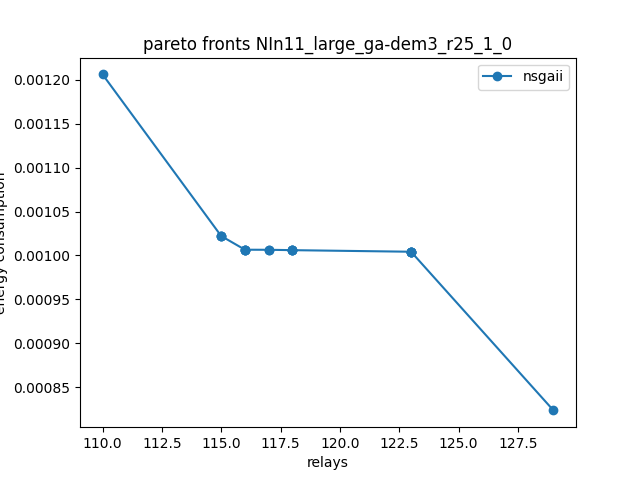 pareto fronts NIn11_large_ga-dem3_r25_1_0
nsgaii
0.00120
0.00115
0.00110
0.00105
0.00100
0.00095
0.00090
0.00085
energy consumption
110.0 112.5 115.0 117.5 120.0 122.5 125.0 127.5
relays